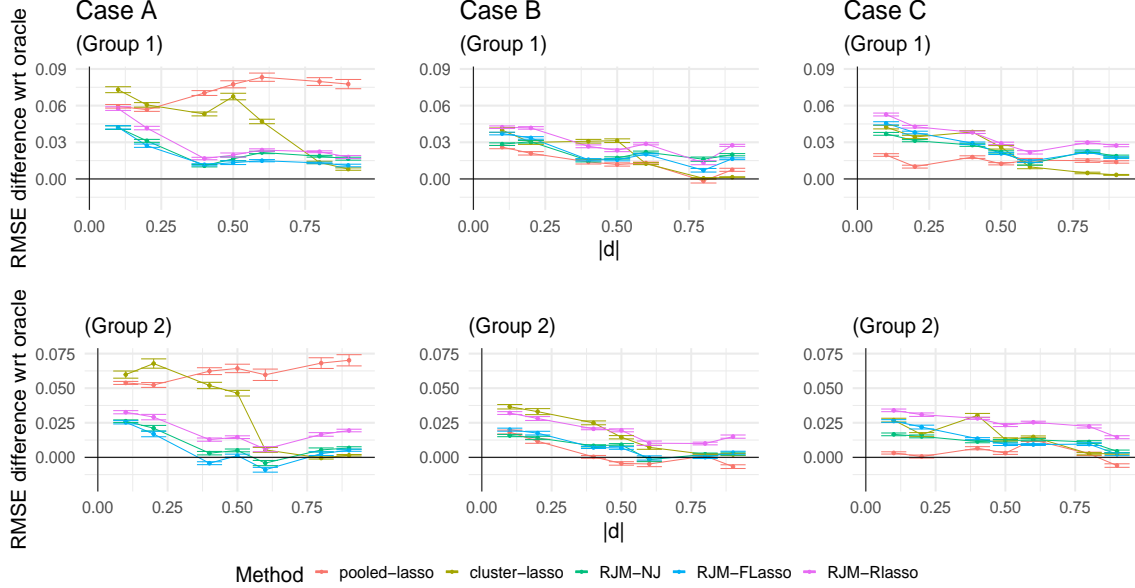 Case A
Case B
Case C
(Group 1)
(Group 1)
(Group 1)
RMSE difference wrt oracle
0.09
0.06
0.03
0.00
0.09
0.06
0.03
0.00
0.09
0.06
0.03
0.00
0.00 0.25 0.50 0.75
0.00 0.25 0.50 0.75
0.00 0.25 0.50 0.75
|d|
(Group 2)
(Group 2)
(Group 2)
RMSE difference wrt oracle
0.075
0.050
0.025
0.000
0.075
0.050
0.025
0.000
0.075
0.050
0.025
0.000
0.00 0.25 0.50 0.75
0.00 0.25 0.50 0.75
0.00 0.25 0.50 0.75
|d|
Method pooled−lasso cluster−lasso RJM−NJ RJM−FLasso RJM−Rlasso